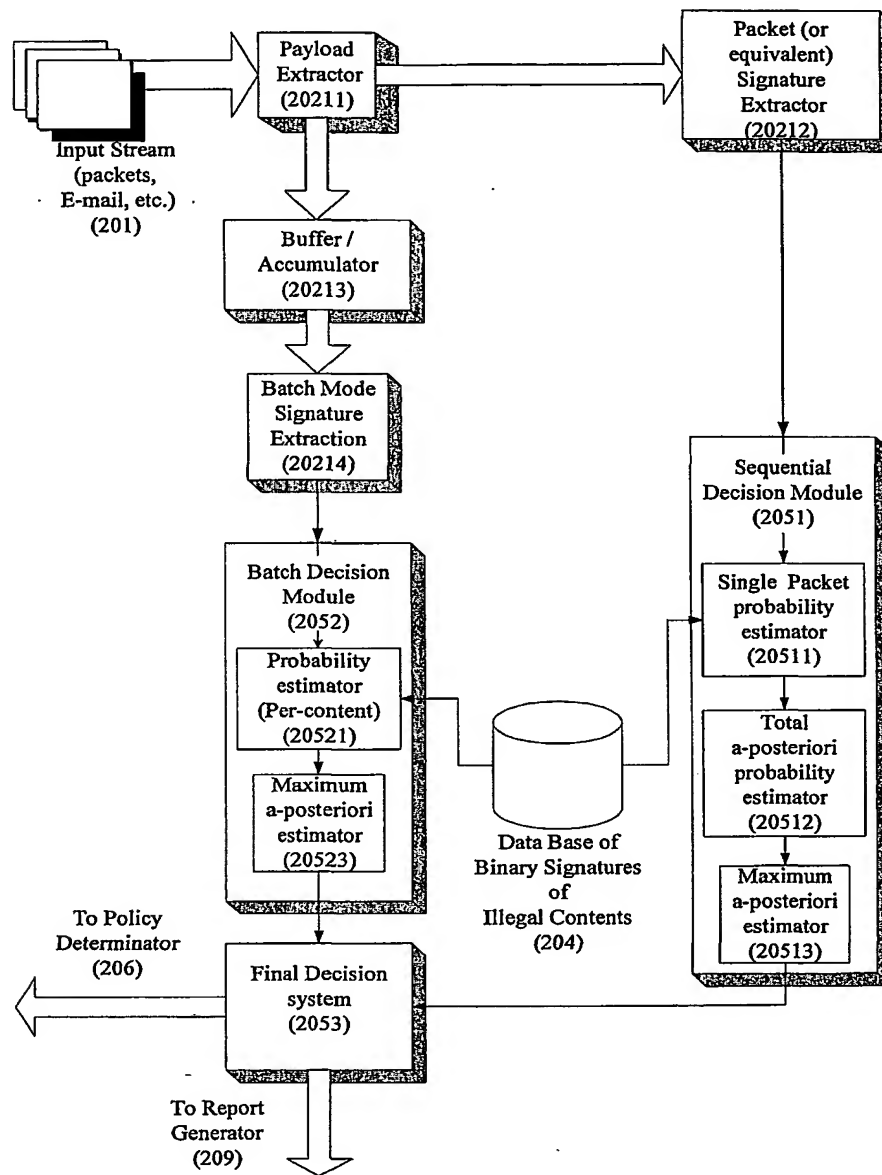 Payload
Extractor
(20211)
Packet (or
equivalent)
Signature
Extractor
(20212)
Input Stream
(packets,
E-mail, etc.)
(201)
Buffer /
Accumulator
(20213)
Batch Mode
Signature
Extraction
(20214)
Sequential
Decision Module
(2051)
Single Packet
probability
estimator
(20511)
Total
a-posteriori
probability
estimator
(20512)
Maximum
a-posteriori
estimator
(20513)
Batch Decision
Module
(2052)
Probability
estimator
(Per-content)
(20521)
Maximum
a-posteriori
estimator
(20523)
Data Base of
Binary Signatures
of
Illegal Contents
(204)
To Policy
Determinator
(206)
Final Decision
system
(2053)
To Report
Generator
(209)